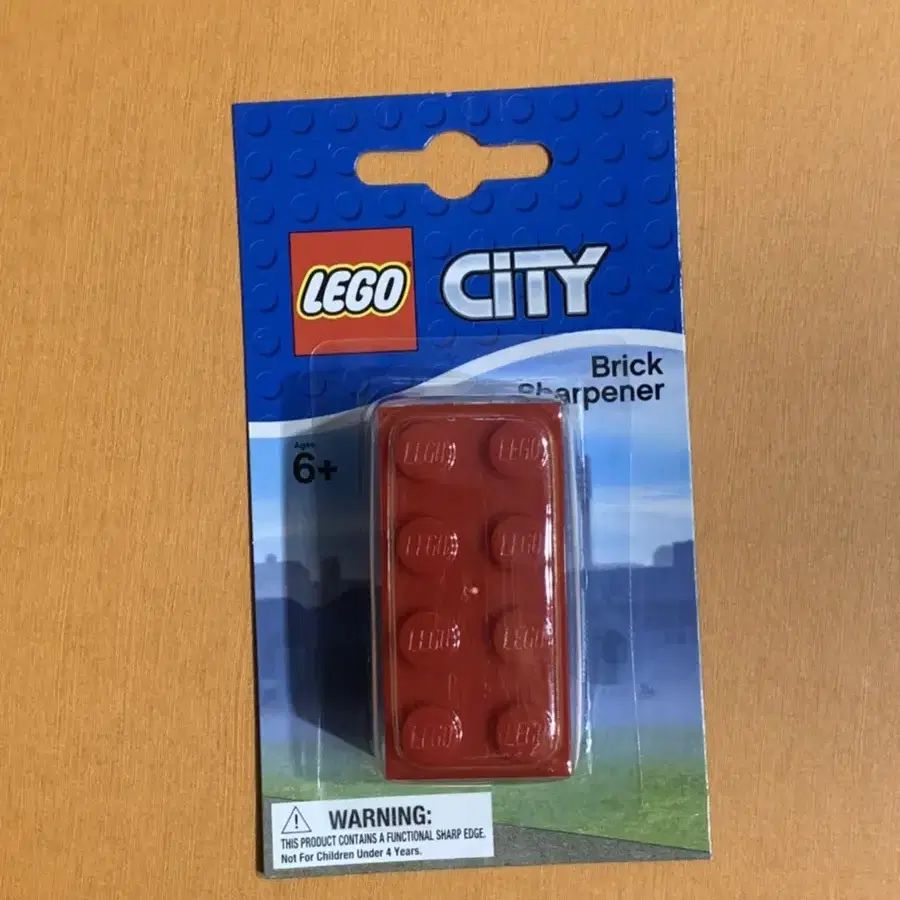 LEGO CITY
Brick
Sharpener
Ages
6+
LEGO LEGO
LEGO LEGO
LEGO LEGO
LEGO LEGO
WARNING:
THIS PRODUCT CONTAINS A FUNCTIONAL SHARP EDGE.
Not For Children Under 4 Years.